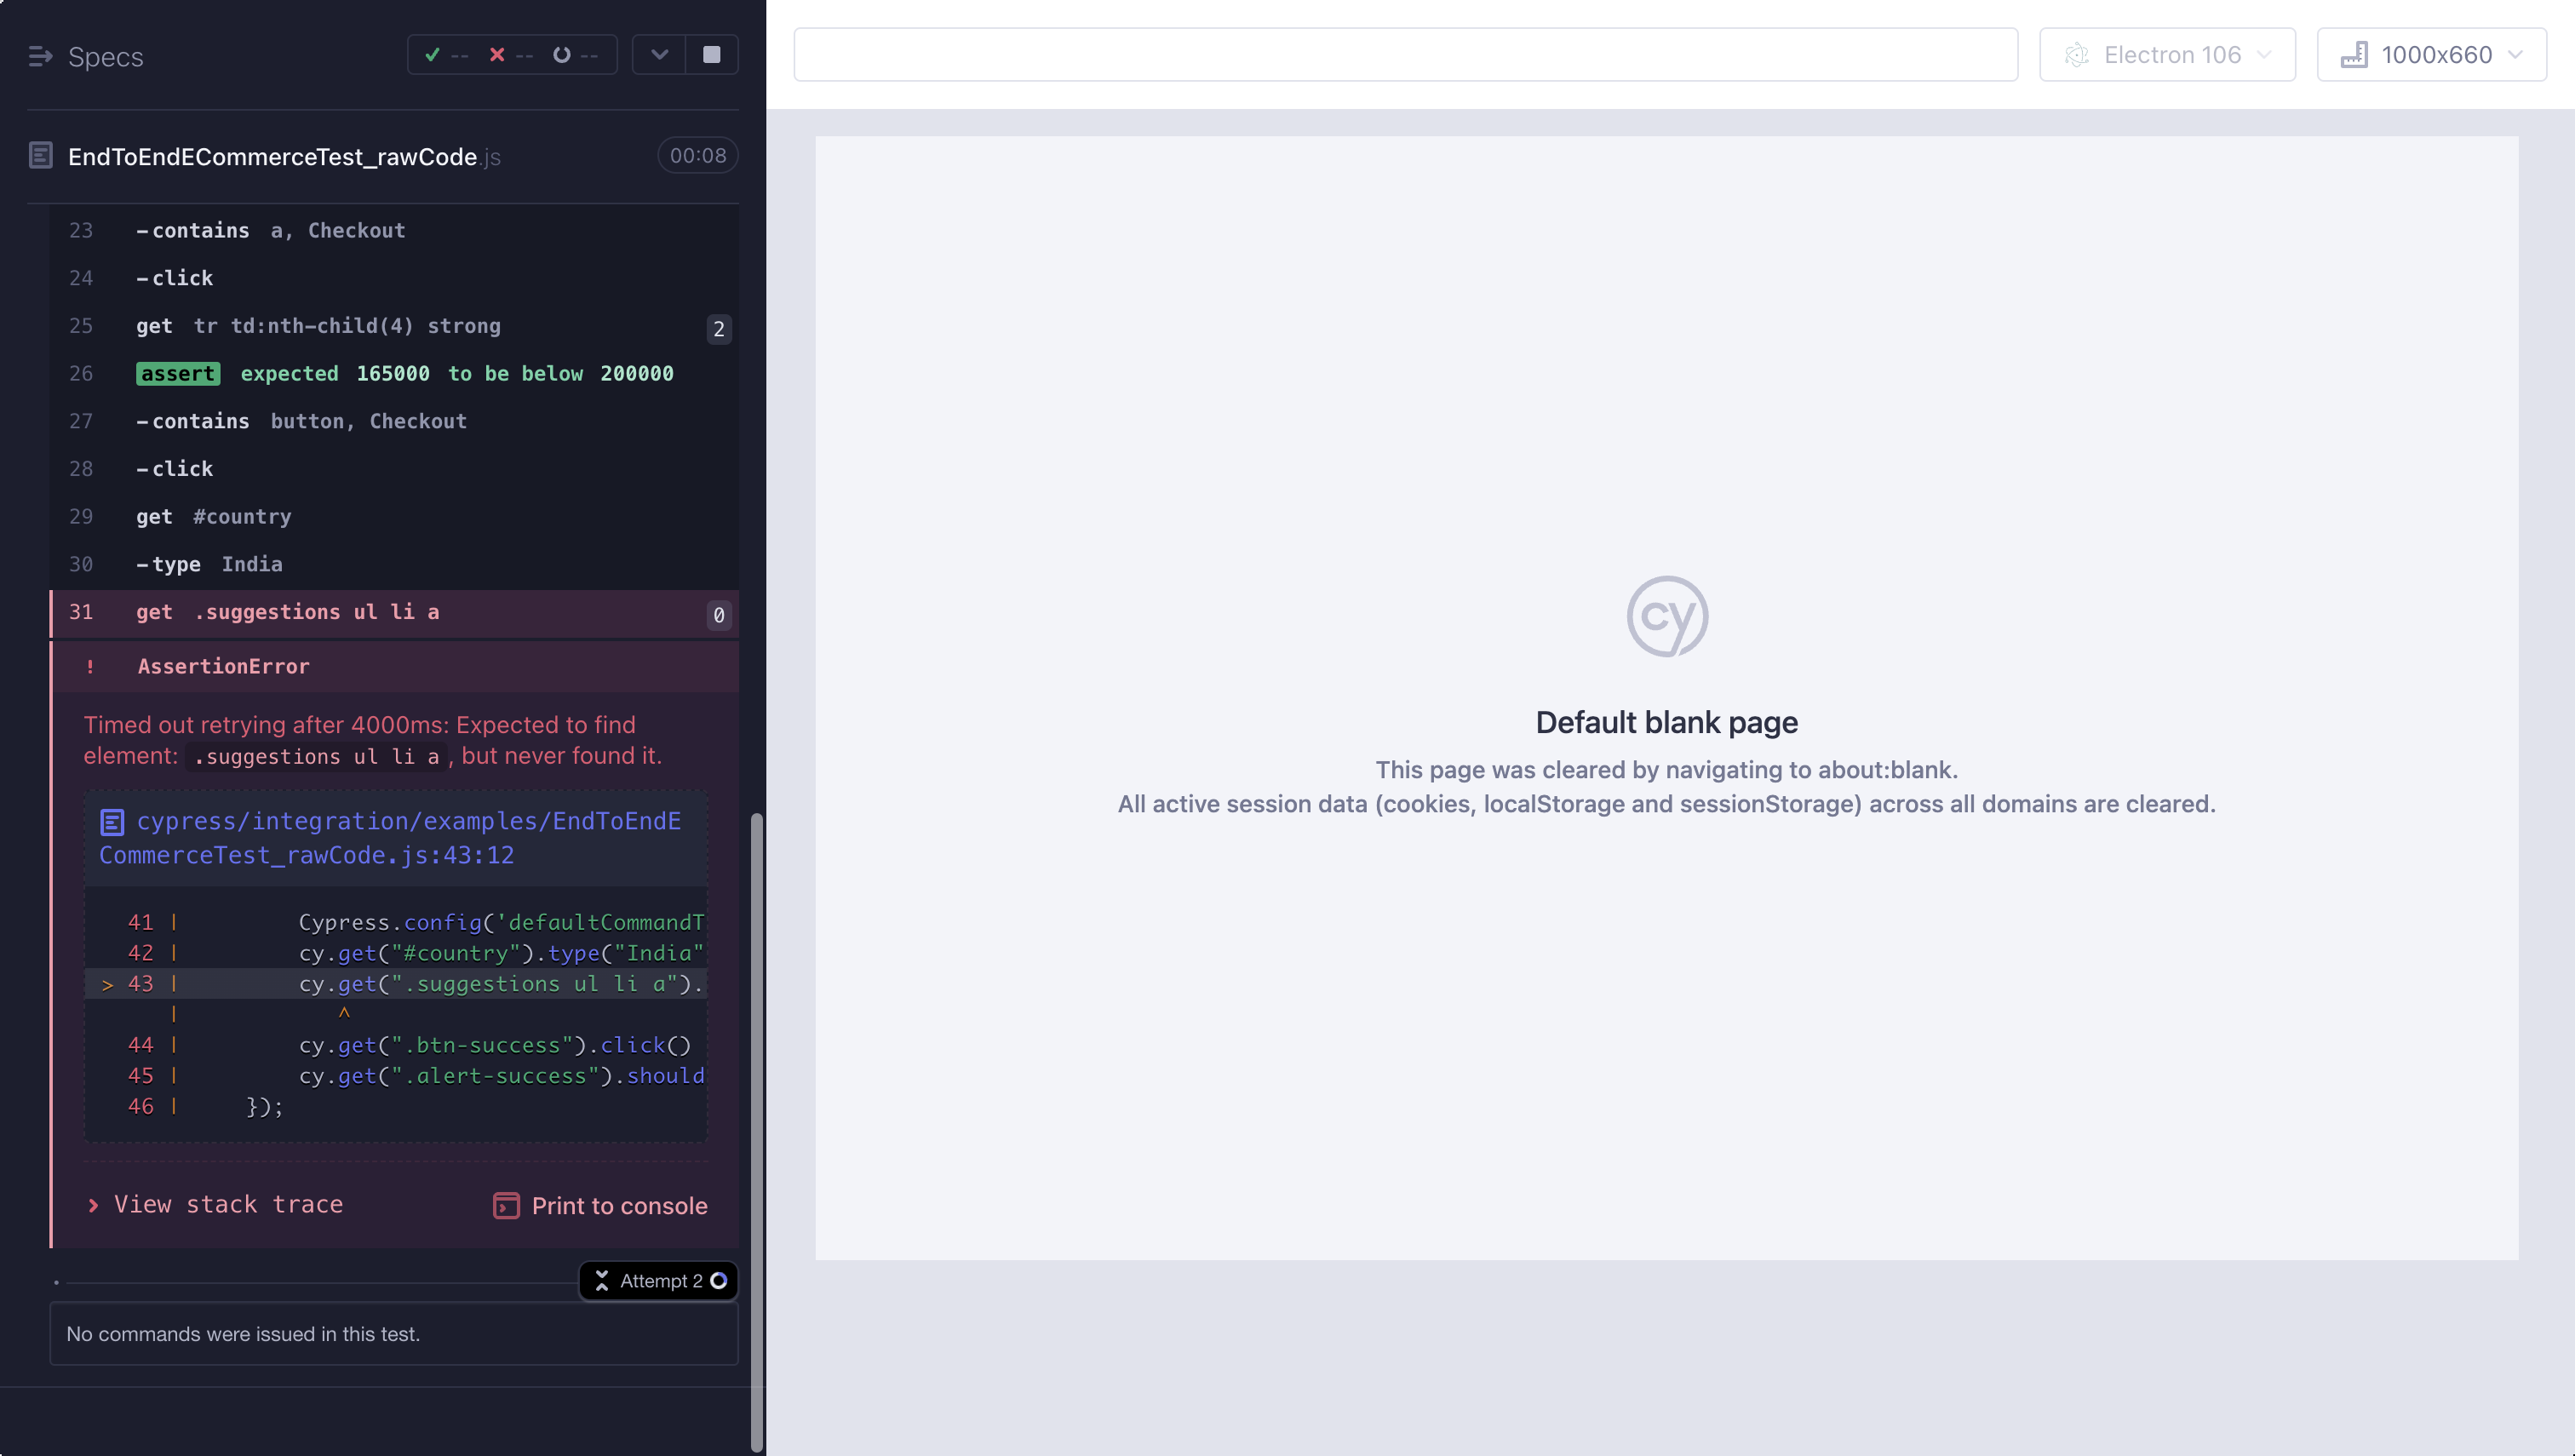 Specs
-- -- --
Electron 106
1000x660
EndToEndECommerceTest_rawCode.js
00:08
23 -contains a, Checkout
24 -click
25 get tr td:nth-child(4) strong 2
26 assert expected 165000 to be below 200000
27 -contains button, Checkout
28 -click
29 get #country
30 -type India
31 get .suggestions ul li a 0
! AssertionError
Timed out retrying after 4000ms: Expected to find
element: .suggestions ul li a , but never found it.
cypress/integration/examples/EndToEndE
CommerceTest_rawCode.js:43:12
41 | Cypress.config('defaultCommandT
42 | cy.get("#country").type("India"
> 43 | cy.get(".suggestions ul li a").
| ^
44 | cy.get(".btn-success").click()
45 | cy.get(".alert-success").should
46 | });
View stack trace
Print to console
Attempt 2
No commands were issued in this test.
cy
Default blank page
This page was cleared by navigating to about:blank.
All active session data (cookies, localStorage and sessionStorage) across all domains are cleared.